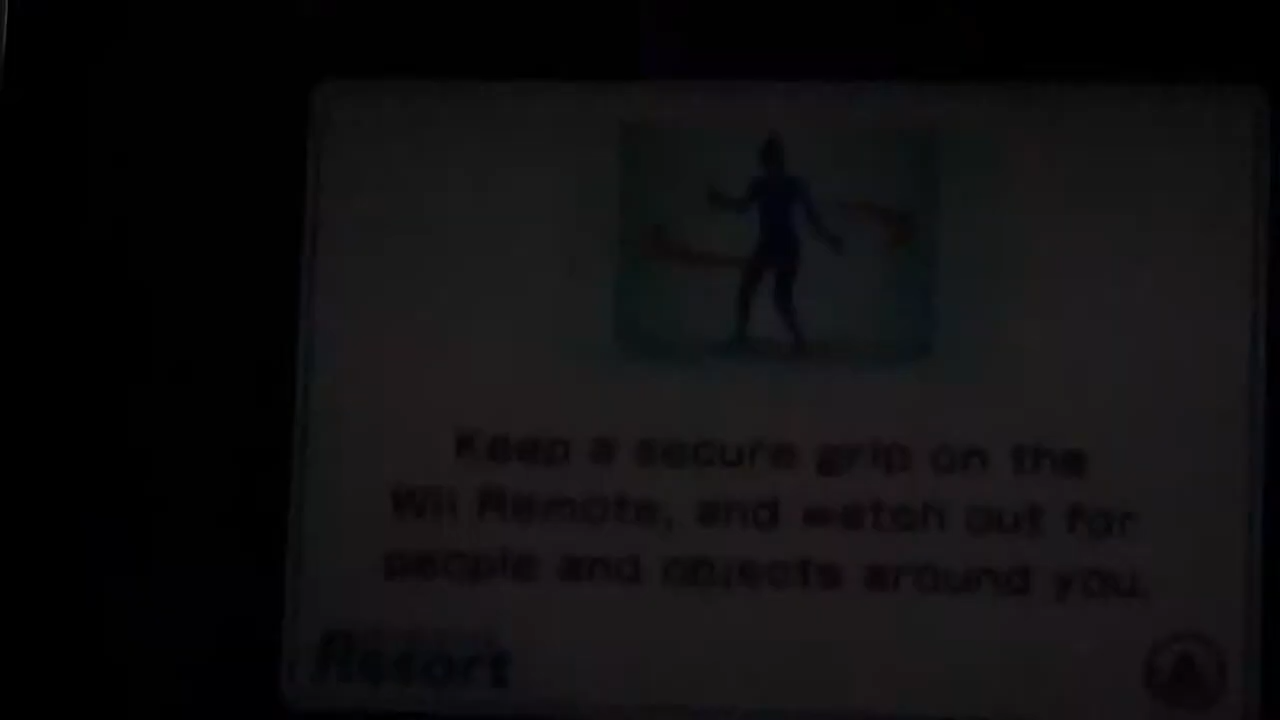 Keep a secure grip on the
Wii Remote, and watch out for
people and objects around you.
Resort
A